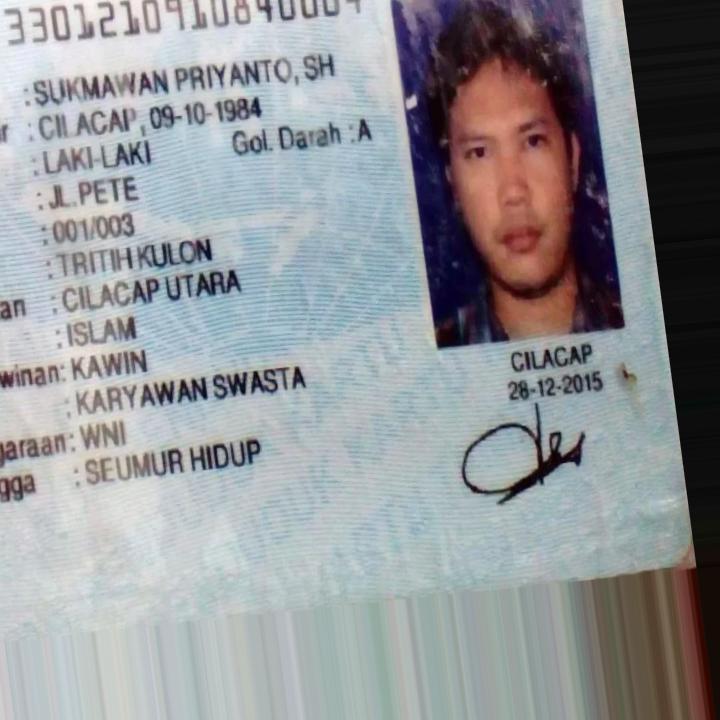 : SUKMAWAN PRIYANTO, SH
: CILACAP, 09-10-1984
: LAKI-LAKI Gol. Darah : A
: JL. PETE
: 001/003
: TRITIH KULON
an : CILACAP UTARA
: ISLAM
winan: KAWIN
: KARYAWAN SWASTA
garaan: WNI
gga : SEUMUR HIDUP
CILACAP
28-12-2015